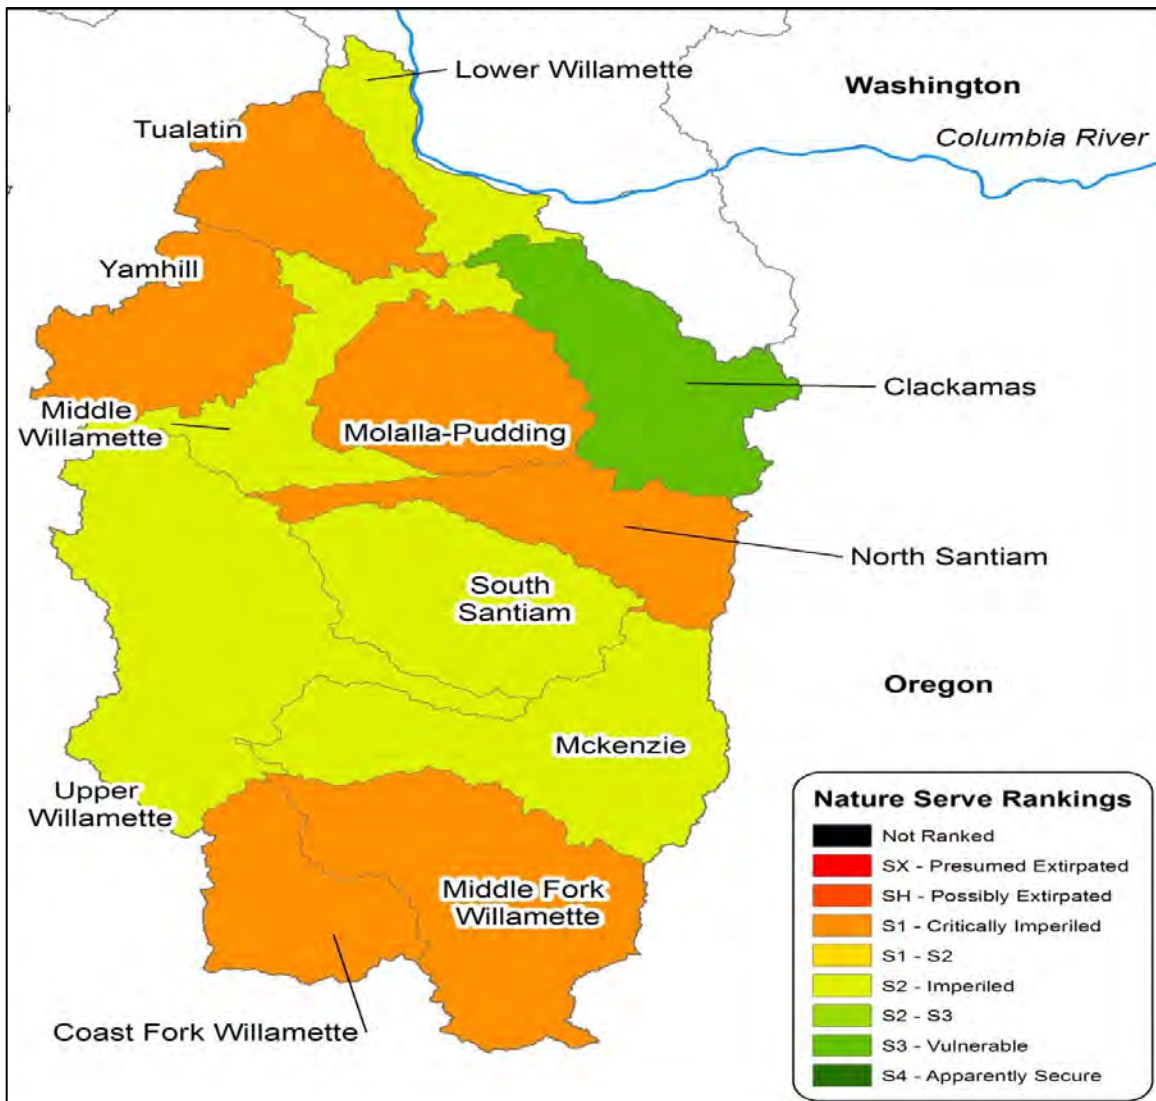 Lower Willamette
Washington
Tualatin
Columbia River
Yamhill
Clackamas
Middle
Willamette
Molalla-Pudding
North Santiam
South
Santiam
Oregon
Mckenzie
Upper
Willamette
Middle Fork
Willamette
Coast Fork Willamette
Nature Serve Rankings
Not Ranked
SX - Presumed Extirpated
SH - Possibly Extirpated
S1 - Critically Imperiled
S1 - S2
S2 - Imperiled
S2 - S3
S3 - Vulnerable
S4 - Apparently Secure